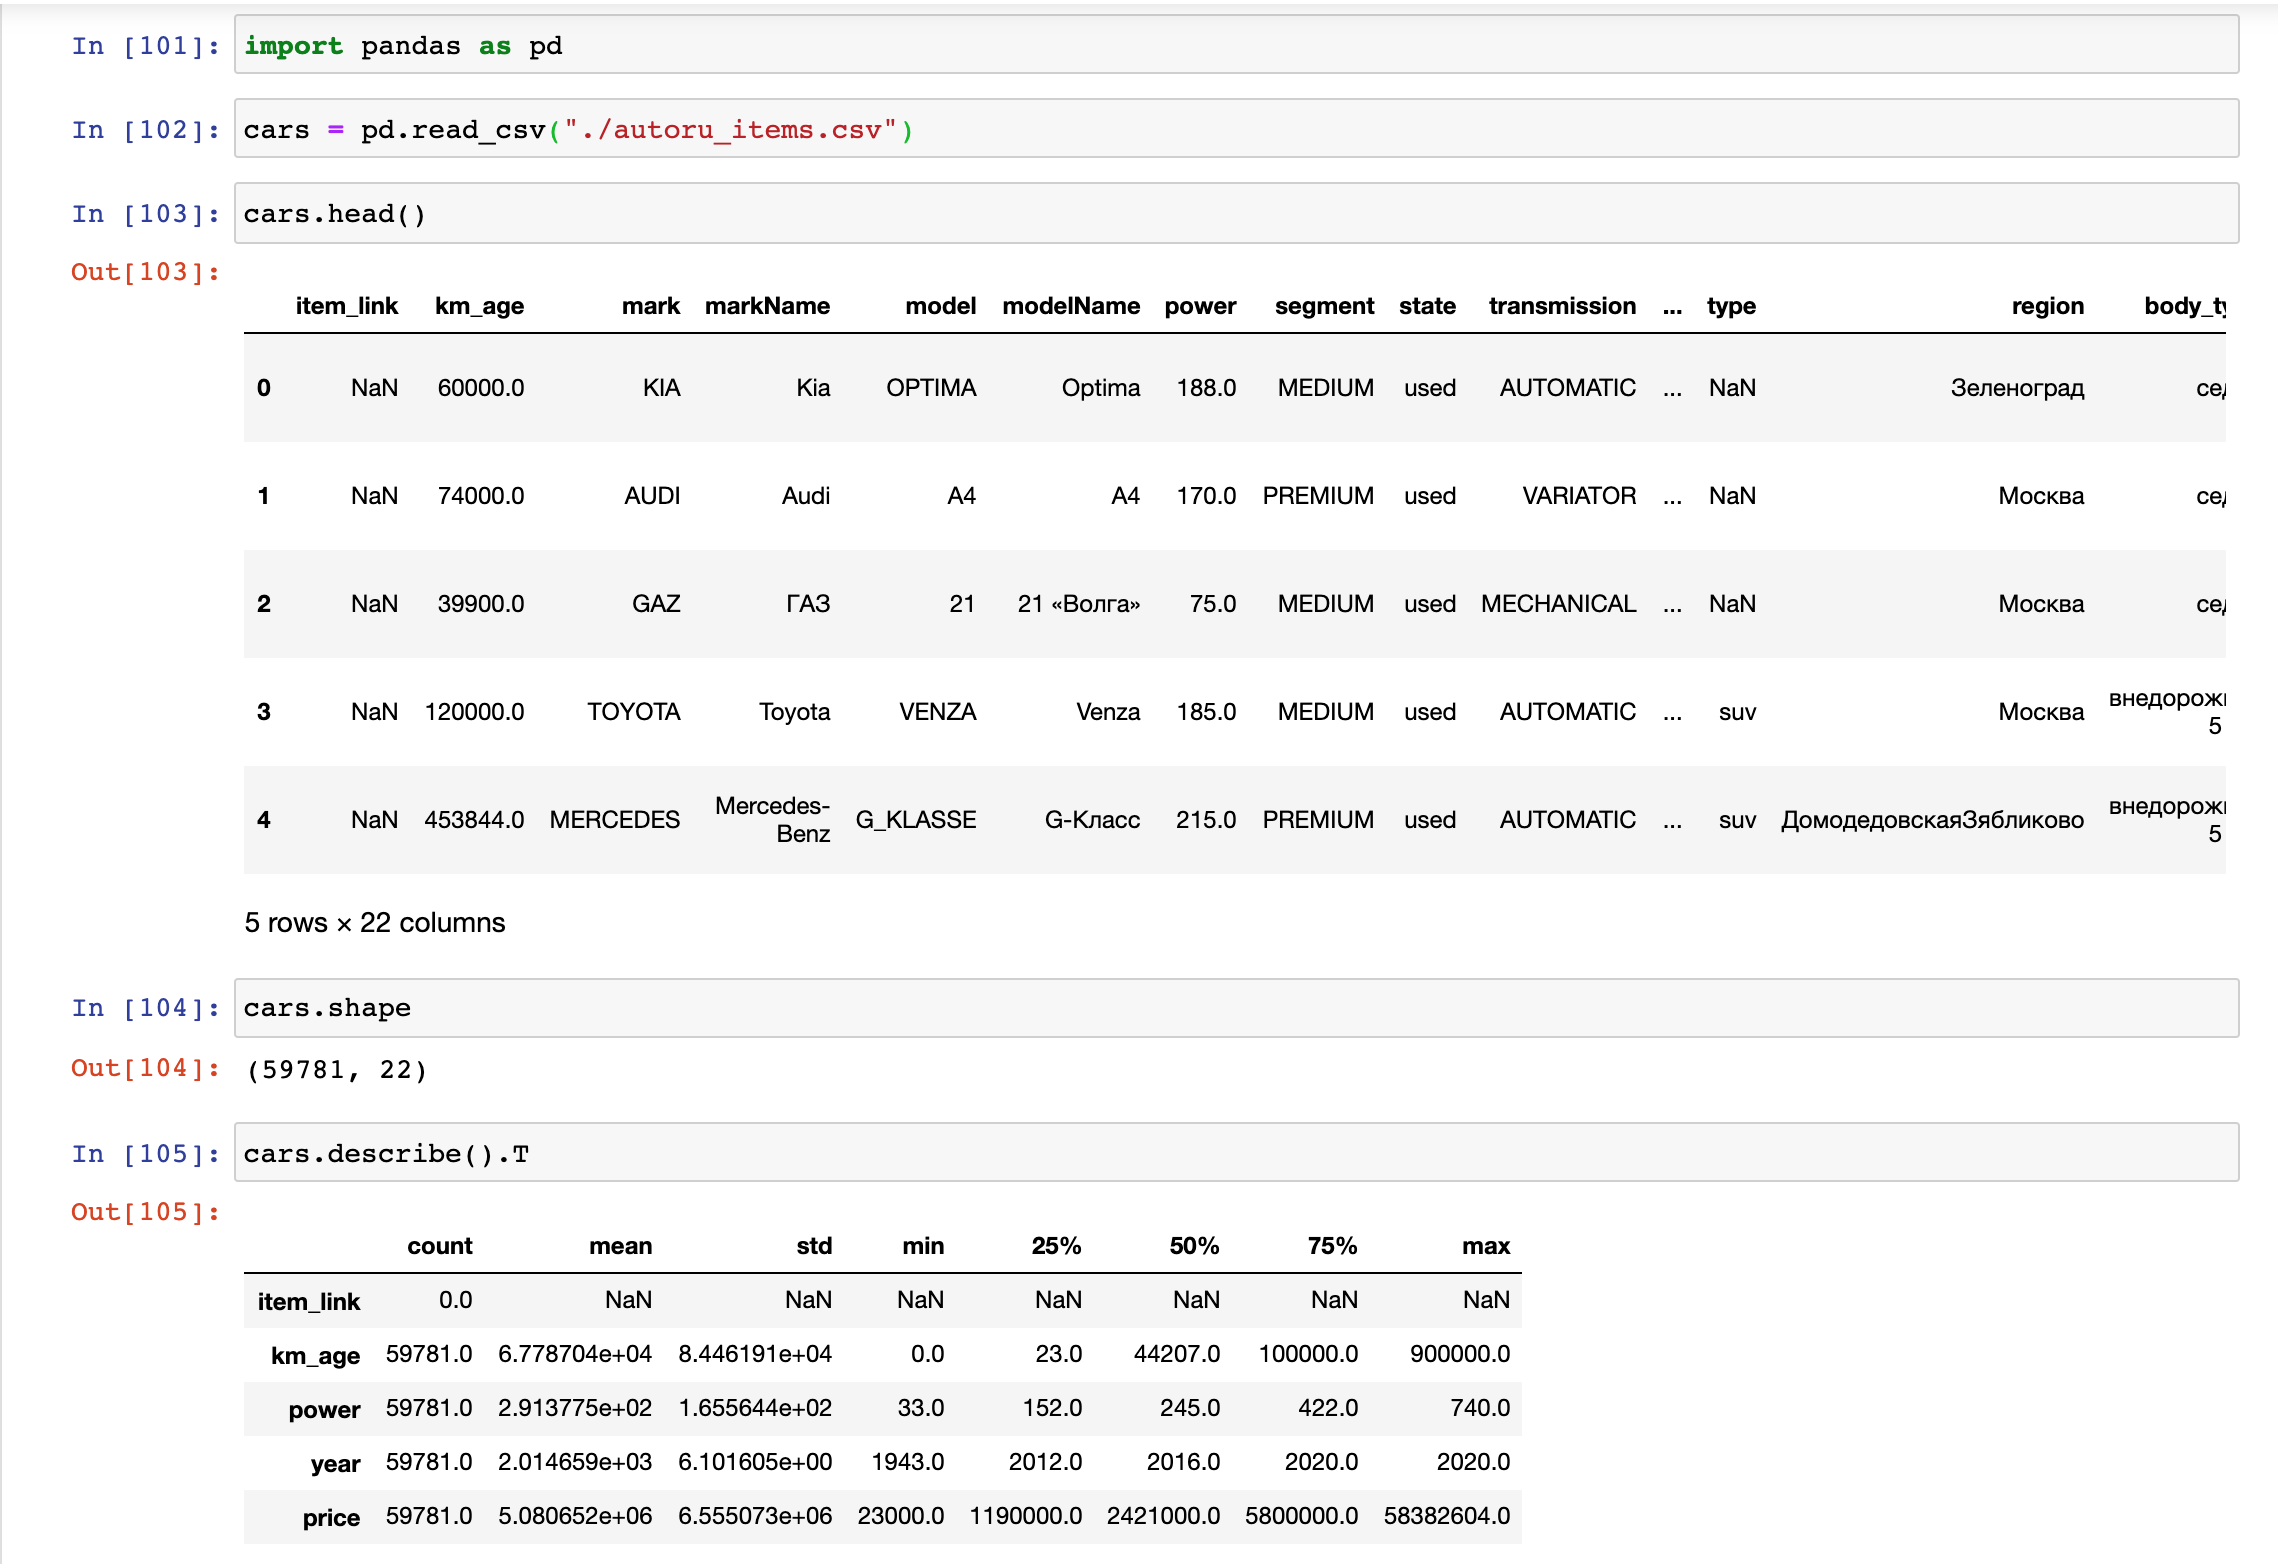 In [101]: import pandas as pd
In [102]: cars = pd.read_csv("./autoru_items.csv")
In [103]: cars.head()
Out[103]:
item_link km_age mark markName model modelName power segment state transmission ... type region body_ty
0 NaN 60000.0 KIA Kia OPTIMA Optima 188.0 MEDIUM used AUTOMATIC ... NaN Зеленоград сед
1 NaN 74000.0 AUDI Audi A4 A4 170.0 PREMIUM used VARIATOR ... NaN Москва сед
2 NaN 39900.0 GAZ ГАЗ 21 21 «Волга» 75.0 MEDIUM used MECHANICAL ... NaN Москва сед
3 NaN 120000.0 TOYOTA Toyota VENZA Venza 185.0 MEDIUM used AUTOMATIC ... suv Москва внедорож
5
4 NaN 453844.0 MERCEDES Mercedes-
Benz G_KLASSE G-Класс 215.0 PREMIUM used AUTOMATIC ... suv ДомодедовскаяЗябликово внедорож
5
5 rows × 22 columns
In [104]: cars.shape
Out[104]: (59781, 22)
In [105]: cars.describe().T
Out[105]:
count mean std min 25% 50% 75% max
item_link 0.0 NaN NaN NaN NaN NaN NaN NaN
km_age 59781.0 6.778704e+04 8.446191e+04 0.0 23.0 44207.0 100000.0 900000.0
power 59781.0 2.913775e+02 1.655644e+02 33.0 152.0 245.0 422.0 740.0
year 59781.0 2.014659e+03 6.101605e+00 1943.0 2012.0 2016.0 2020.0 2020.0
price 59781.0 5.080652e+06 6.555073e+06 23000.0 1190000.0 2421000.0 5800000.0 58382604.0